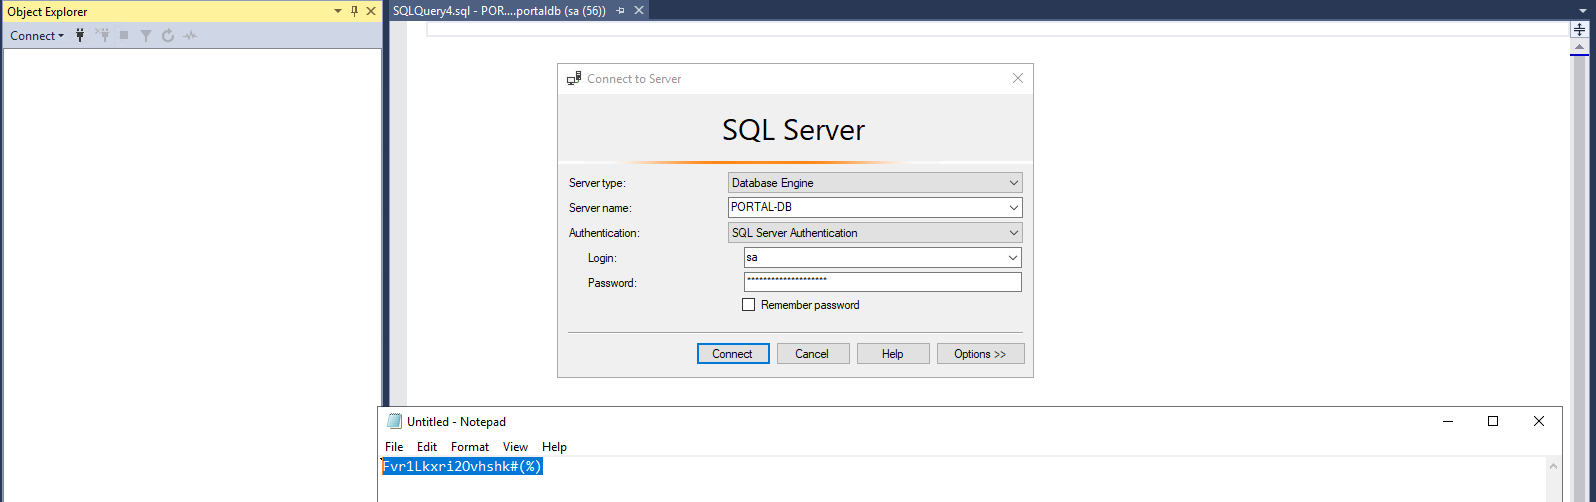 Object Explorer
SQLQuery4.sql - POR....portaldb (sa (56))
Connect
Connect to Server
SQL Server
Server type: Database Engine
Server name: PORTAL-DB
Authentication: SQL Server Authentication
Login: sa
Password: ********************
Remember password
Connect Cancel Help Options >>
Untitled - Notepad
File Edit Format View Help
Fvr1Lkxri2Ovhshk#(%)